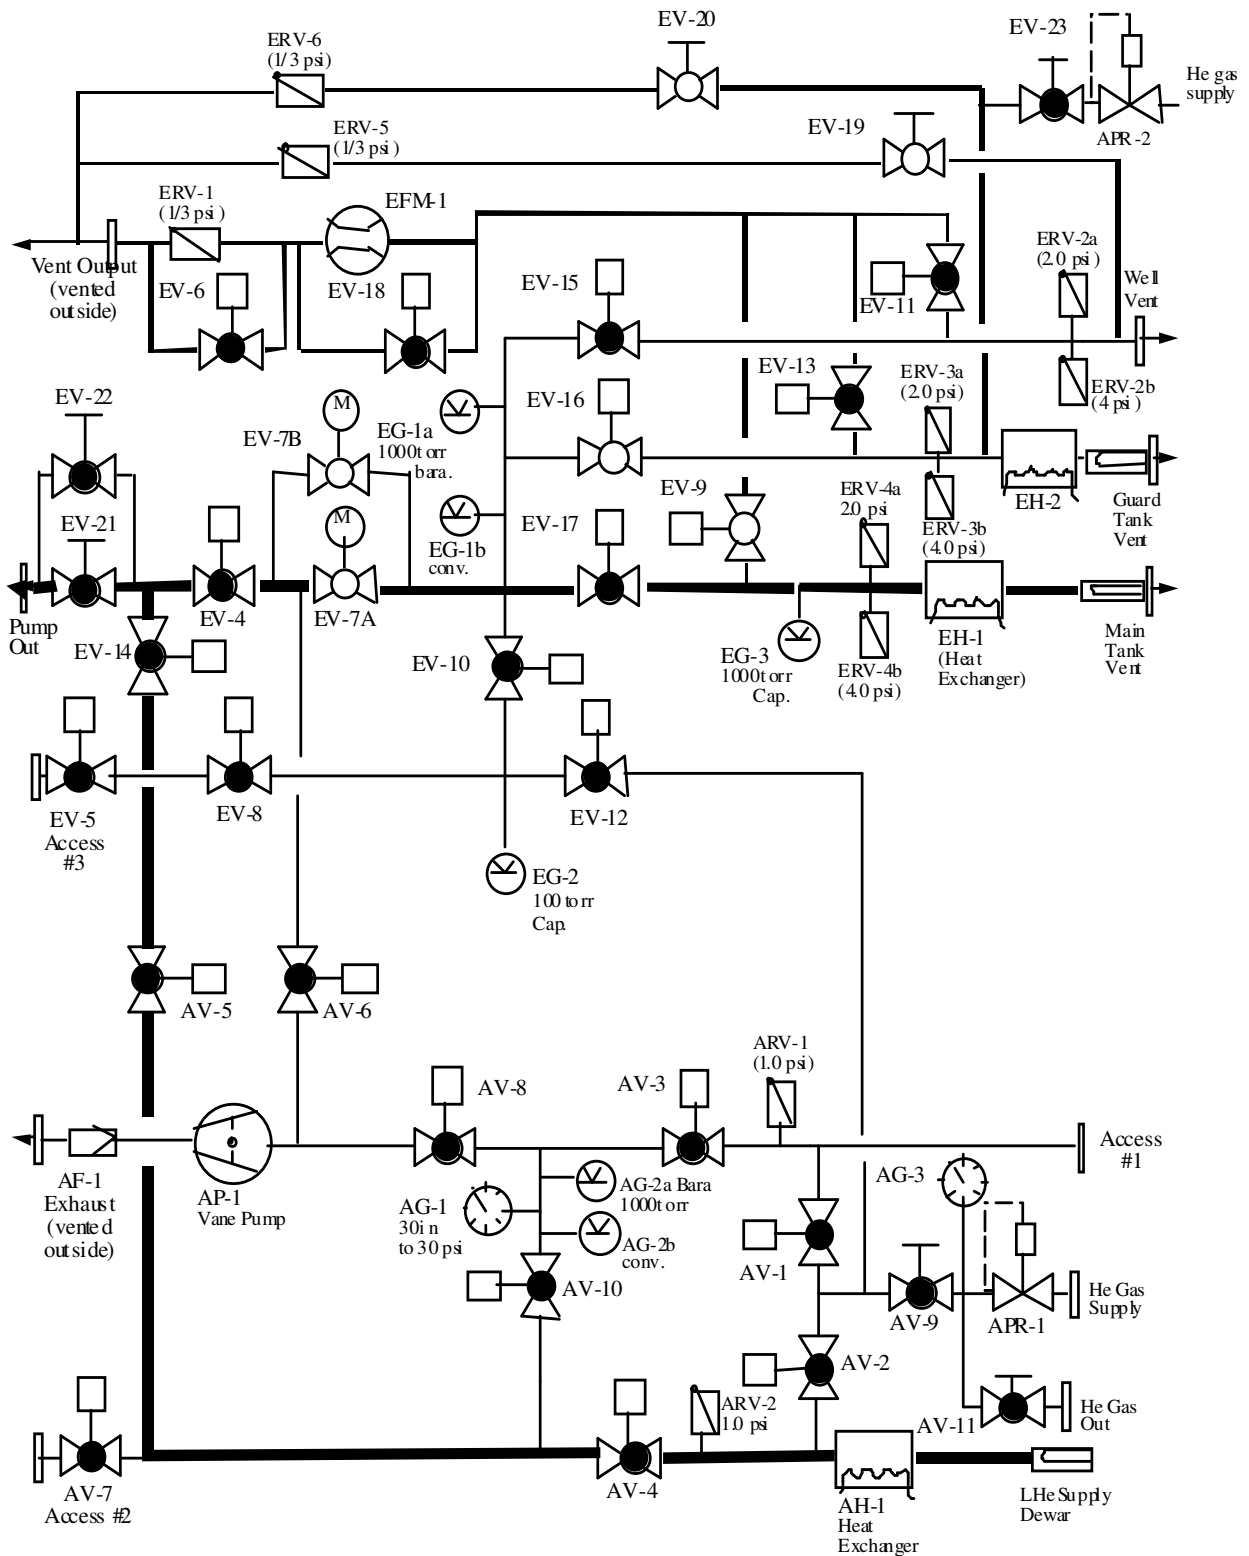 EV-20
EV-23
ERV-6
(1/3 psi)
He gas
supply
APR-2
ERV-5
(1/3 psi)
EV-19
ERV-1
(1/3 psi)
EFM-1
Vent Output
(vented
outside)
EV-6
EV-18
EV-15
EV-11
ERV-2a
(2.0 psi)
Well
Vent
EV-22
EV-7B
M
EG-1a
1000torr
bara.
EV-16
EV-13
ERV-3a
(2.0 psi)
ERV-2b
(4 psi)
EV-21
M
EG-1b
conv.
EV-17
EV-9
ERV-4a
2.0 psi
ERV-3b
(4.0 psi)
EH-2
Guard
Tank
Vent
Pump
Out
EV-14
EV-4
EV-7A
EV-10
EG-3
1000torr
Cap.
ERV-4b
(4.0 psi)
EH-1
(Heat
Exchanger)
Main
Tank
Vent
EV-5
Access
#3
EV-8
EV-12
EG-2
100 torr
Cap.
AV-5
AV-6
ARV-1
(1.0 psi)
AV-8
AV-3
Access
#1
AF-1
Exhaust
(vented
outside)
AP-1
Vane Pump
AG-1
30in
to 30 psi
AG-2a Bara
1000torr
AG-2b
conv.
AG-3
AV-10
AV-1
AV-9
APR-1
He Gas
Supply
AV-2
ARV-2
1.0 psi
AV-11
He Gas
Out
AV-7
Access #2
AV-4
AH-1
Heat
Exchanger
LHe Supply
Dewar